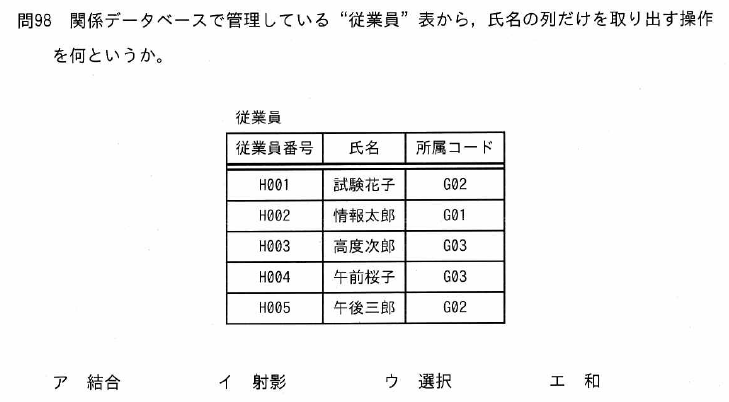 問98 関係データベースで管理している“従業員”表から，氏名の列だけを取り出す操作
を何というか。
従業員
従業員番号 氏名 所属コード
H001 試験花子 G02
H002 情報太郎 G01
H003 高度次郎 G03
H004 午前桜子 G03
H005 午後三郎 G02
ア 結合 イ 射影 ウ 選択 エ 和